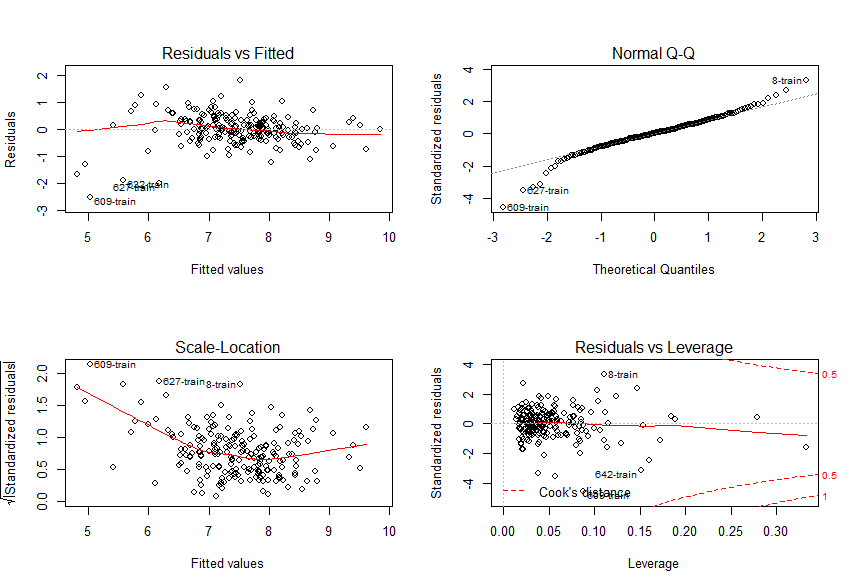 Residuals vs Fitted
Residuals
2
1
0
-1
-2
-3
627-train
609-train
5
6
7
8
9
10
Fitted values
Normal Q-Q
Standardized residuals
4
2
0
-2
-4
8-train
627-train
609-train
-3
-2
-1
0
1
2
3
Theoretical Quantiles
Scale-Location
√|Standardized residuals|
2.0
1.5
1.0
0.5
0.0
609-train
627-train
8-train
5
6
7
8
9
10
Fitted values
Residuals vs Leverage
Standardized residuals
4
2
0
-2
-4
8-train
642-train
Cook's distance
0.5
0.5
1
0.00
0.05
0.10
0.15
0.20
0.25
0.30
Leverage